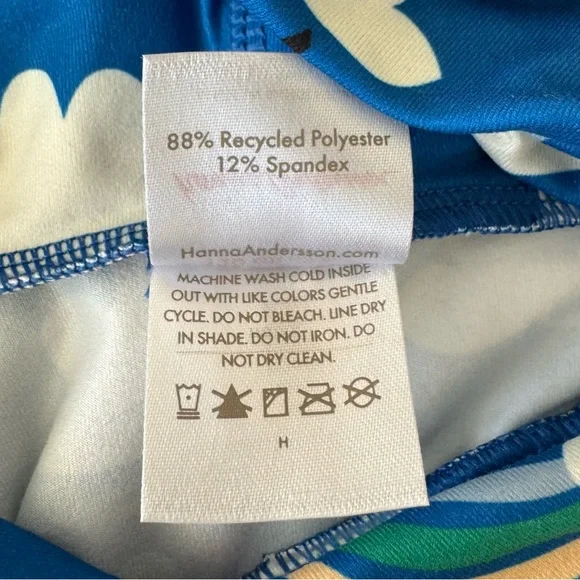 88% Recycled Polyester
12% Spandex
HannaAndersson.com
MACHINE WASH COLD INSIDE
OUT WITH LIKE COLORS GENTLE
CYCLE. DO NOT BLEACH. LINE DRY
IN SHADE. DO NOT IRON. DO
NOT DRY CLEAN.
H